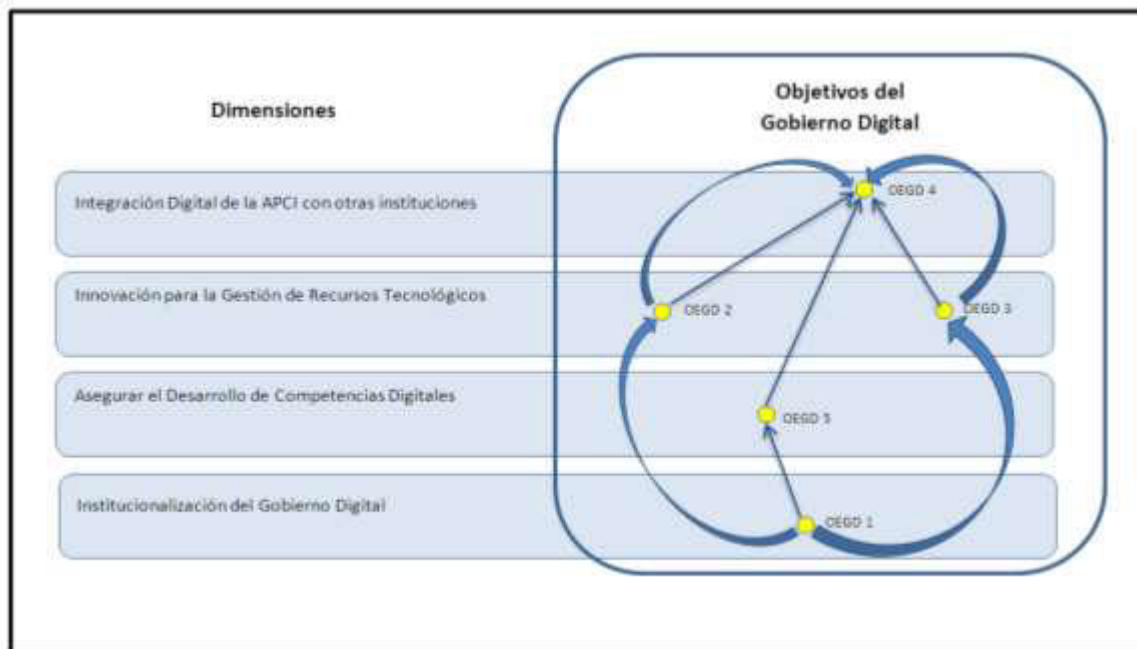 Dimensiones
Objetivos del
Gobierno Digital
Integración Digital de la APCI con otras instituciones
OEGD 4
Innovación para la Gestión de Recursos Tecnológicos
OEGD 2
OEGD 3
Asegurar el Desarrollo de Competencias Digitales
OEGD 3
Institucionalización del Gobierno Digital
OEGD 1